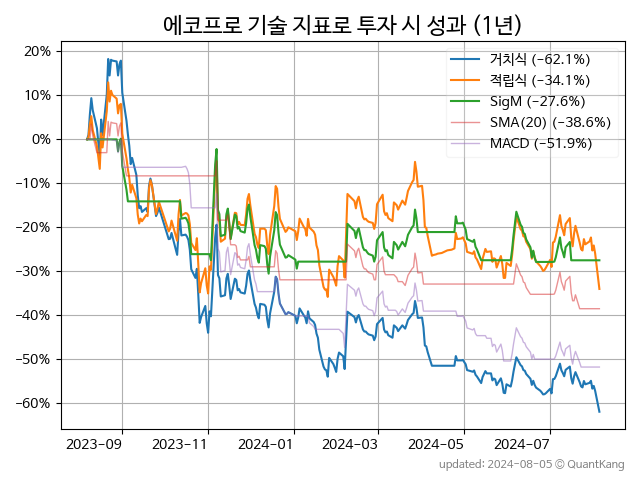 에코프로 기술 지표로 투자 시 성과 (1년)
거치식 (−62.1%)
적립식 (−34.1%)
SigM (−27.6%)
SMA(20) (−38.6%)
MACD (−51.9%)
20%
10%
0%
−10%
−20%
−30%
−40%
−50%
−60%
2023-09 2023-11 2024-01 2024-03 2024-05 2024-07
updated: 2024-08-05 © QuantKang